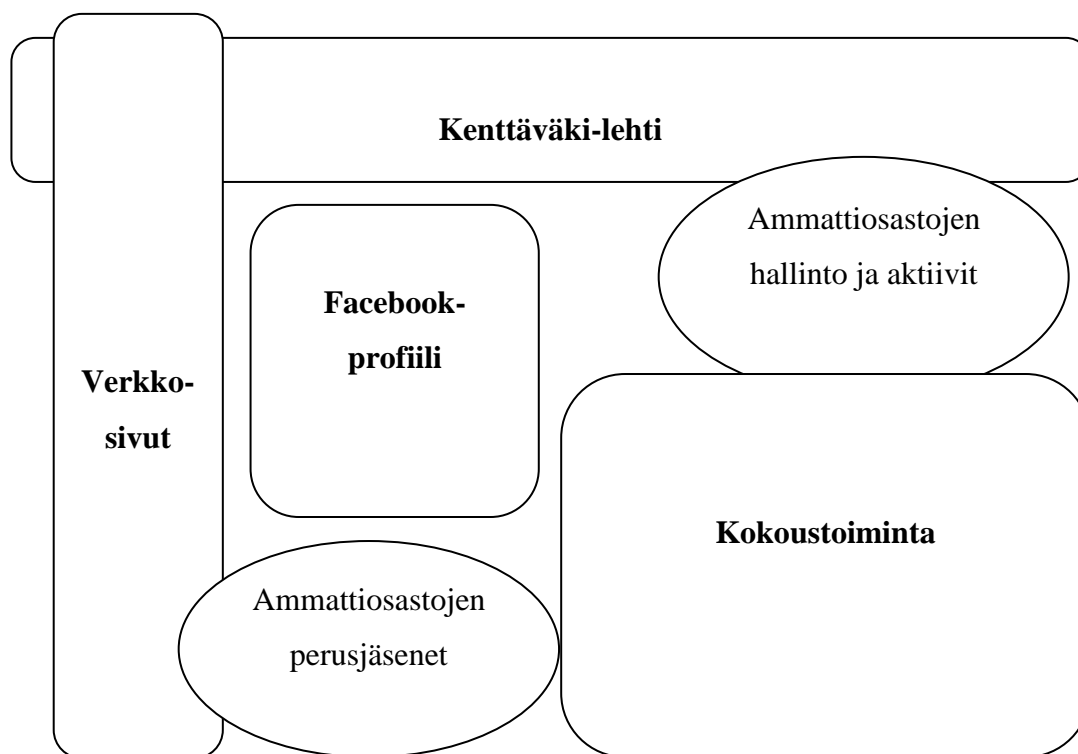 Kenttäväki-lehti
Ammattiosastojen
hallinto ja aktiivit
Facebook-
profiili
Verkko-
sivut
Kokoustoiminta
Ammattiosastojen
perusjäsenet